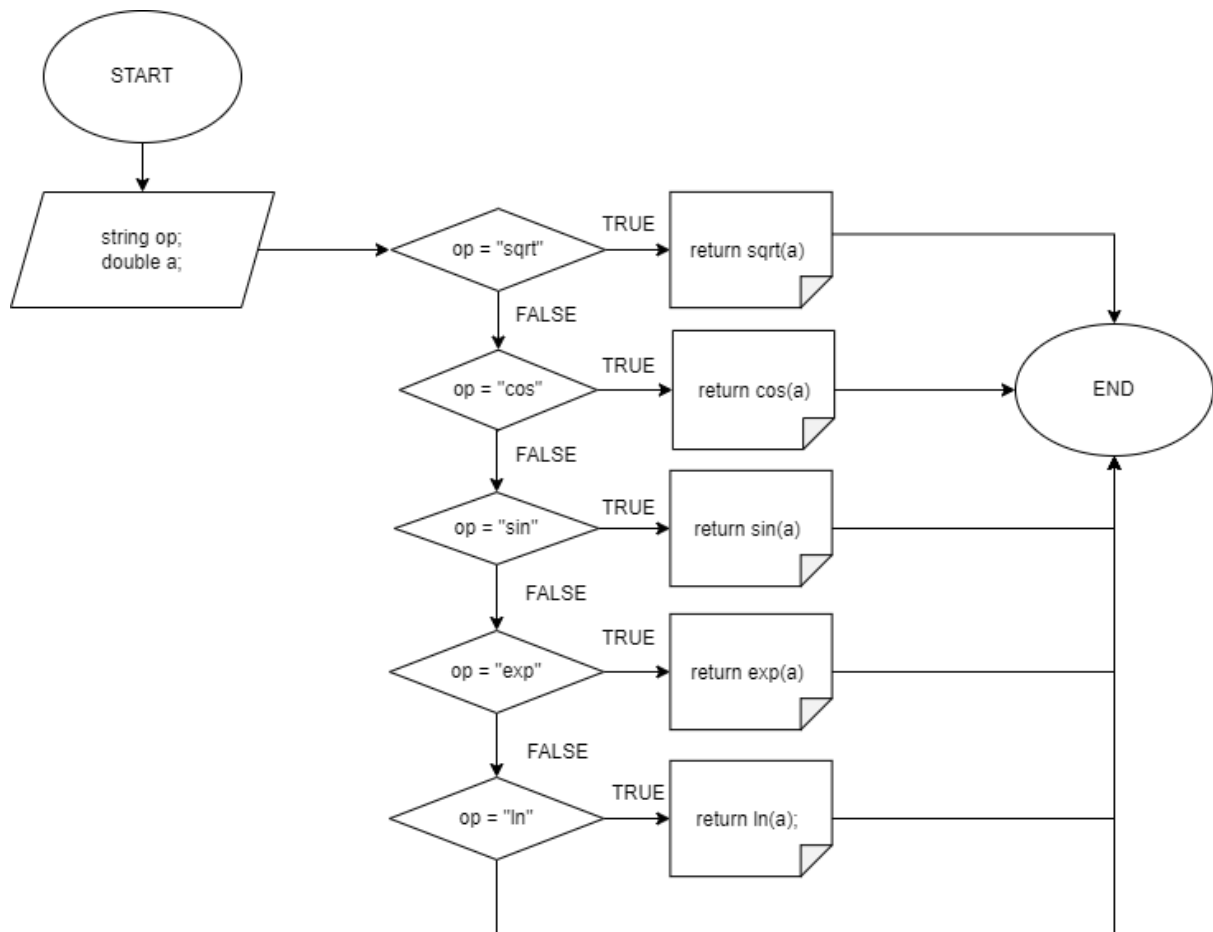 START
string op;
double a;
op = "sqrt"
TRUE
return sqrt(a)
FALSE
op = "cos"
TRUE
return cos(a)
END
FALSE
op = "sin"
TRUE
return sin(a)
FALSE
op = "exp"
TRUE
return exp(a)
FALSE
op = "ln"
TRUE
return ln(a);